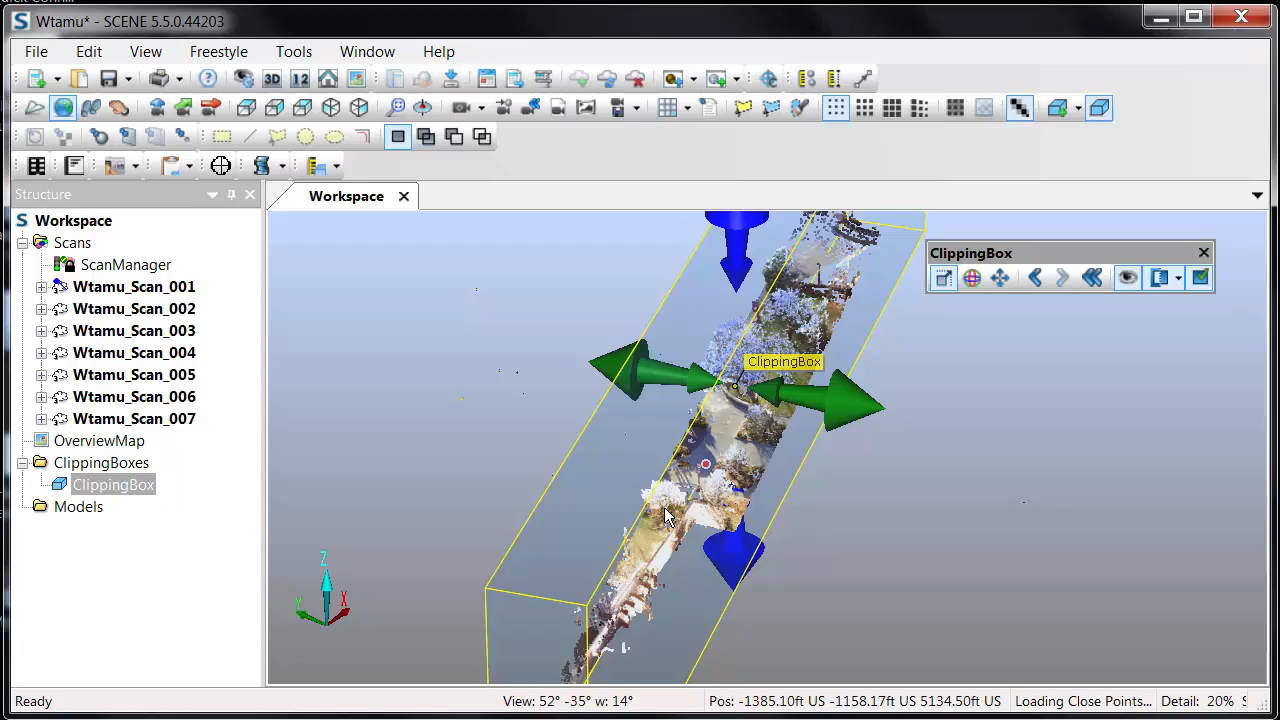 Wtamu* - SCENE 5.5.0.44203
File Edit View Freestyle Tools Window Help
3D 12
Structure
Workspace
Workspace
Scans
ScanManager
Wtamu_Scan_001
Wtamu_Scan_002
Wtamu_Scan_003
Wtamu_Scan_004
Wtamu_Scan_005
Wtamu_Scan_006
Wtamu_Scan_007
OverviewMap
ClippingBoxes
ClippingBox
Models
ClippingBox
ClippingBox
Z
X
Y
Ready
View: 52° -35° w: 14°
Pos: -1385.10ft US -1158.17ft US 5134.50ft US
Loading Close Points...
Detail: 20%